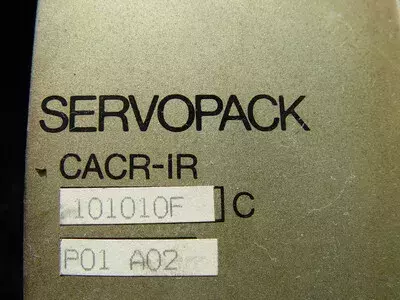 SERVOPACK
CACR-IR
101010F C
P01 A02